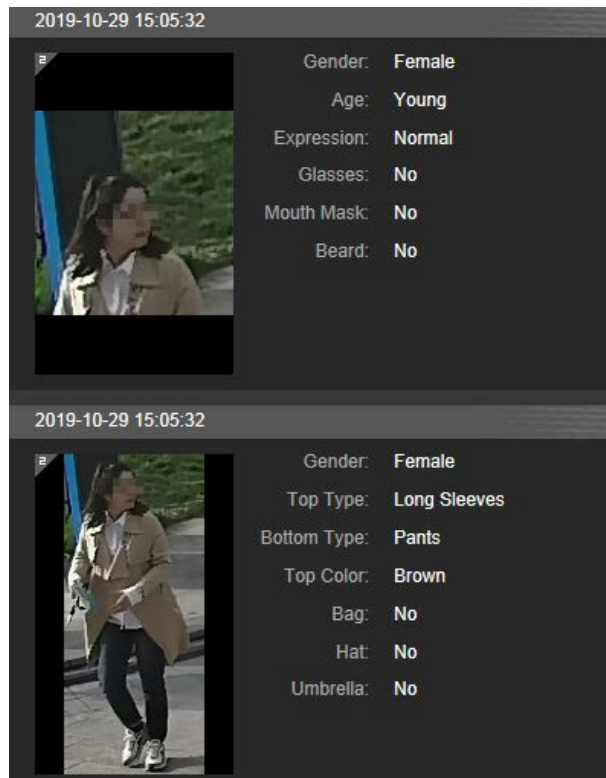 2019-10-29 15:05:32
2
Gender: Female
Age: Young
Expression: Normal
Glasses: No
Mouth Mask: No
Beard: No
2019-10-29 15:05:32
2
Gender: Female
Top Type: Long Sleeves
Bottom Type: Pants
Top Color: Brown
Bag: No
Hat: No
Umbrella: No